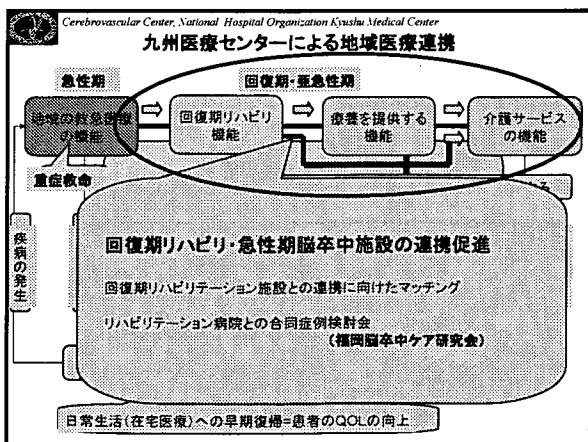 Cerebrovascular Center, National Hospital Organization Kyushu Medical Center
九州医療センターによる地域医療連携
急性期
回復期・亜急性期
地域の救急医療
の機能
回復期リハビリ
機能
療養を提供する
機能
介護サービス
の機能
重症救命
疾病の発生
回復期リハビリ・急性期脳卒中施設の連携促進
回復期リハビリテーション施設との連携に向けたマッチング
リハビリテーション病院との合同症例検討会
(福岡脳卒中ケア研究会)
日常生活(在宅医療)への早期復帰=患者のQOLの向上